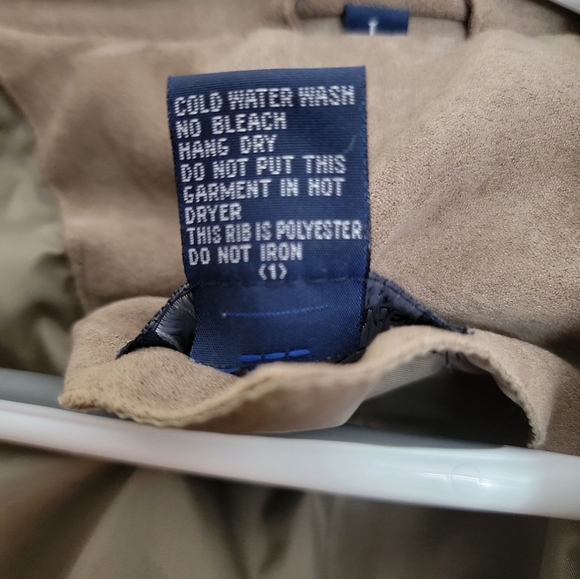 COLD WATER WASH
NO BLEACH
HANG DRY
DO NOT PUT THIS
GARMENT IN HOT
DRYER
THIS RIB IS POLYESTER
DO NOT IRON
(1)